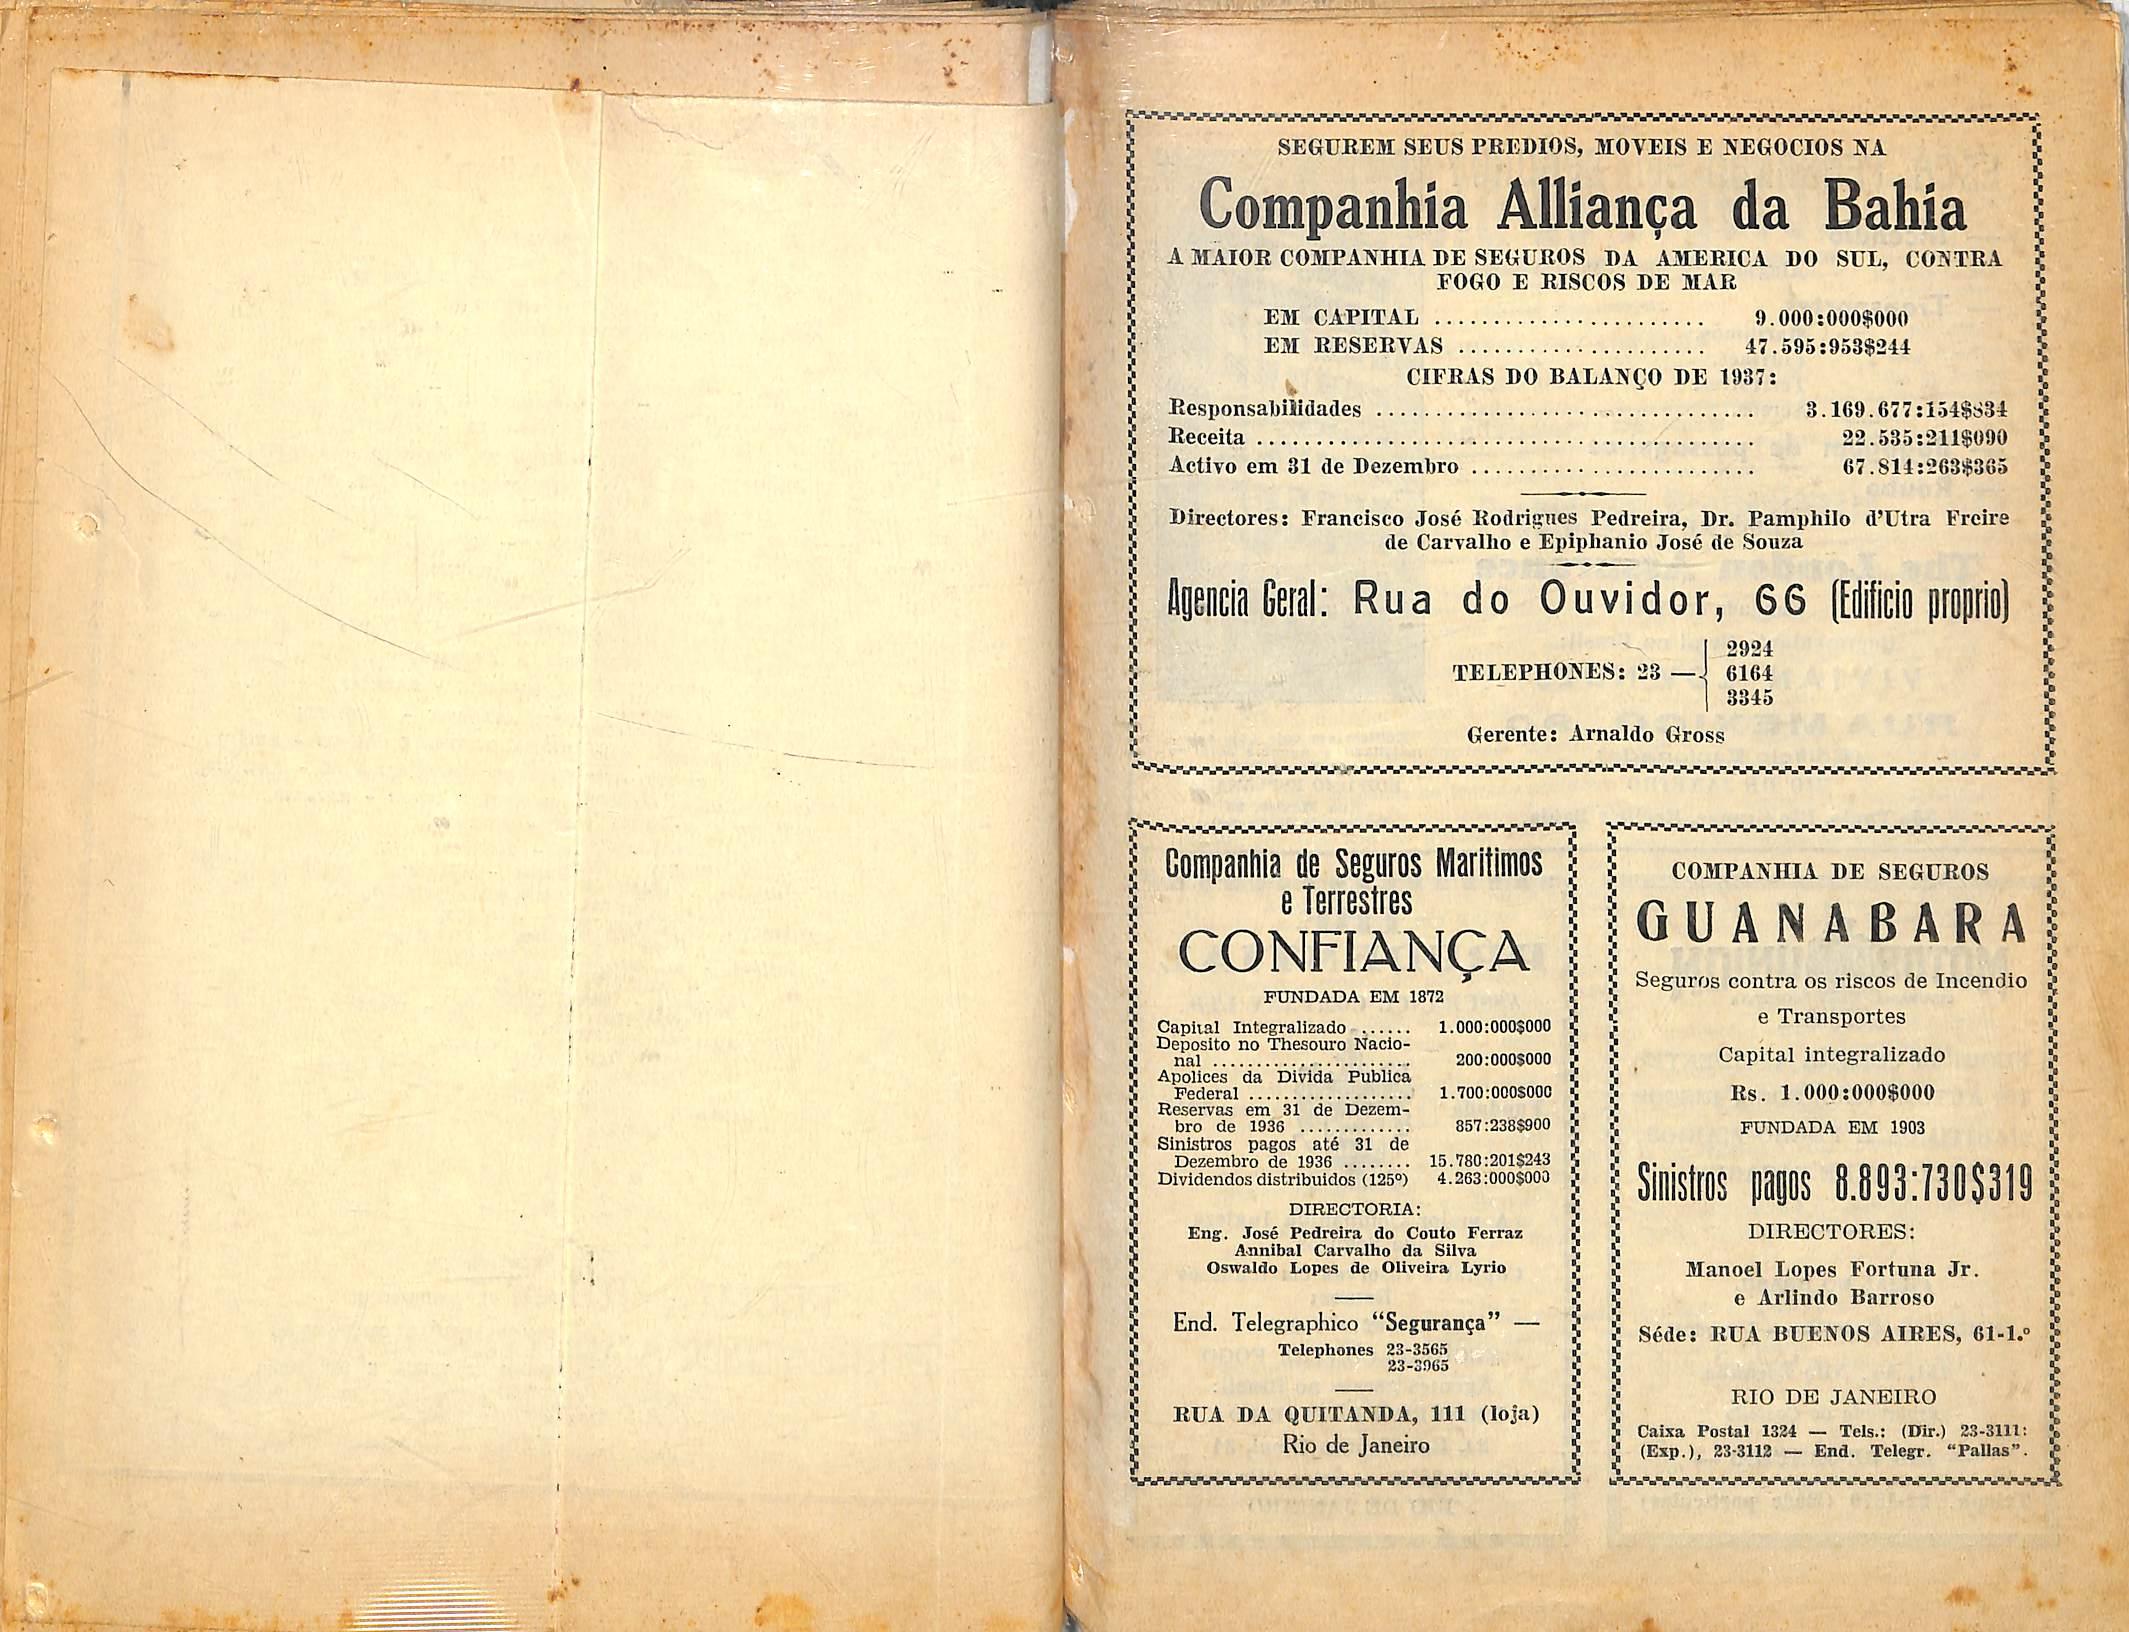 SEGUREM SEUS PREDIOS, MOVEIS E NEGOCIOS NA
Companhia Alliança da Bahia
A MAIOR COMPANHIA DE SEGUROS DA AMERICA DO SUL, CONTRA
FOGO E RISCOS DE MAR
EM CAPITAL ....................... 9.000:000$000
EM RESERVAS ..................... 47.595:953$244
CIFRAS DO BALANÇO DE 1937:
Responsabilidades ................................ 3.169.677:154$834
Receita .......................................... 22.535:211$090
Activo em 31 de Dezembro ........................ 67.814:263$365
Directores: Francisco José Rodrigues Pedreira, Dr. Pamphilo d'Utra Freire
de Carvalho e Epiphanio José de Souza
Agencia Geral: Rua do Ouvidor, 66 (Edificio proprio)
2924
TELEPHONES: 23 — 6164
3345
Gerente: Arnaldo Gross
Companhia de Seguros Maritimos
e Terrestres
CONFIANÇA
FUNDADA EM 1872
Capital Integralizado ...... 1.000:000$000
Deposito no Thesouro Nacio-
nal ....................... 200:000$000
Apolices da Divida Publica
Federal ................... 1.700:000$000
Reservas em 31 de Dezem-
bro de 1936 ............. 857:238$900
Sinistros pagos até 31 de
Dezembro de 1936 ........ 15.780:201$243
Dividendos distribuidos (125º) 4.263:000$000
DIRECTORIA:
Eng. José Pedreira do Couto Ferraz
Annibal Carvalho da Silva
Oswaldo Lopes de Oliveira Lyrio
End. Telegraphico "Segurança" —
Telephones 23-3565
23-3965
RUA DA QUITANDA, 111 (loja)
Rio de Janeiro
COMPANHIA DE SEGUROS
GUANABARA
Seguros contra os riscos de Incendio
e Transportes
Capital integralizado
Rs. 1.000:000$000
FUNDADA EM 1903
Sinistros pagos 8.893:730$319
DIRECTORES:
Manoel Lopes Fortuna Jr.
e Arlindo Barroso
Séde: RUA BUENOS AIRES, 61-1.º
RIO DE JANEIRO
Caixa Postal 1324 — Tels.: (Dir.) 23-3111:
(Exp.), 23-3112 — End. Telegr. "Pallas".